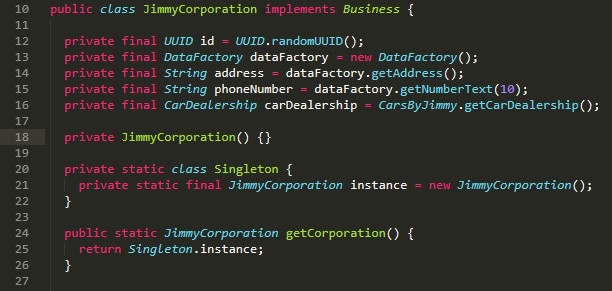 10 public class JimmyCorporation implements Business {
11
12   private final UUID id = UUID.randomUUID();
13   private final DataFactory dataFactory = new DataFactory();
14   private final String address = dataFactory.getAddress();
15   private final String phoneNumber = dataFactory.getNumberText(10);
16   private final CarDealership carDealership = CarsByJimmy.getCarDealership();
17
18   private JimmyCorporation() {}
19
20   private static class Singleton {
21     private static final JimmyCorporation instance = new JimmyCorporation();
22   }
23
24   public static JimmyCorporation getCorporation() {
25     return Singleton.instance;
26   }
27